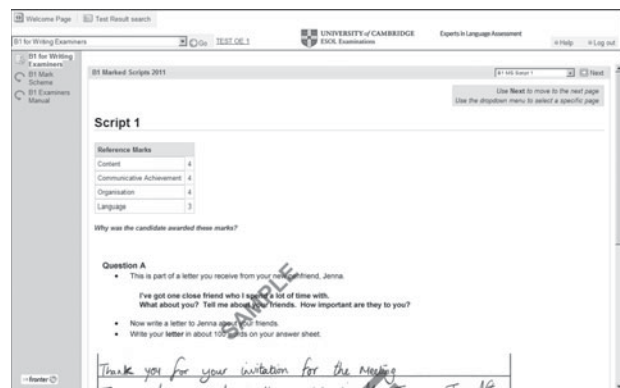 Welcome Page
Test Result search
B1 for Writing Examiners
Go
TEST OE 1
UNIVERSITY of CAMBRIDGE
ESOL Examinations
Experts in Language Assessment
Help
Log out
B1 for Writing
Examiners
B1 Mark
Scheme
B1 Examiners
Manual
B1 Marked Scripts 2011
B1 MS Script 1
Next
Use Next to move to the next page
Use the dropdown menu to select a specific page
Script 1
Reference Marks
Content 4
Communicative Achievement 4
Organisation 4
Language 3
Why was the candidate awarded these marks?
Question A
This is part of a letter you receive from your new penfriend, Jenna.
I've got one close friend who I spend a lot of time with.
What about you? Tell me about your friends. How important are they to you?
Now write a letter to Jenna about your friends.
Write your letter in about 100 words on your answer sheet.
SAMPLE
Thank you for your invitation for the Meeting
fronter